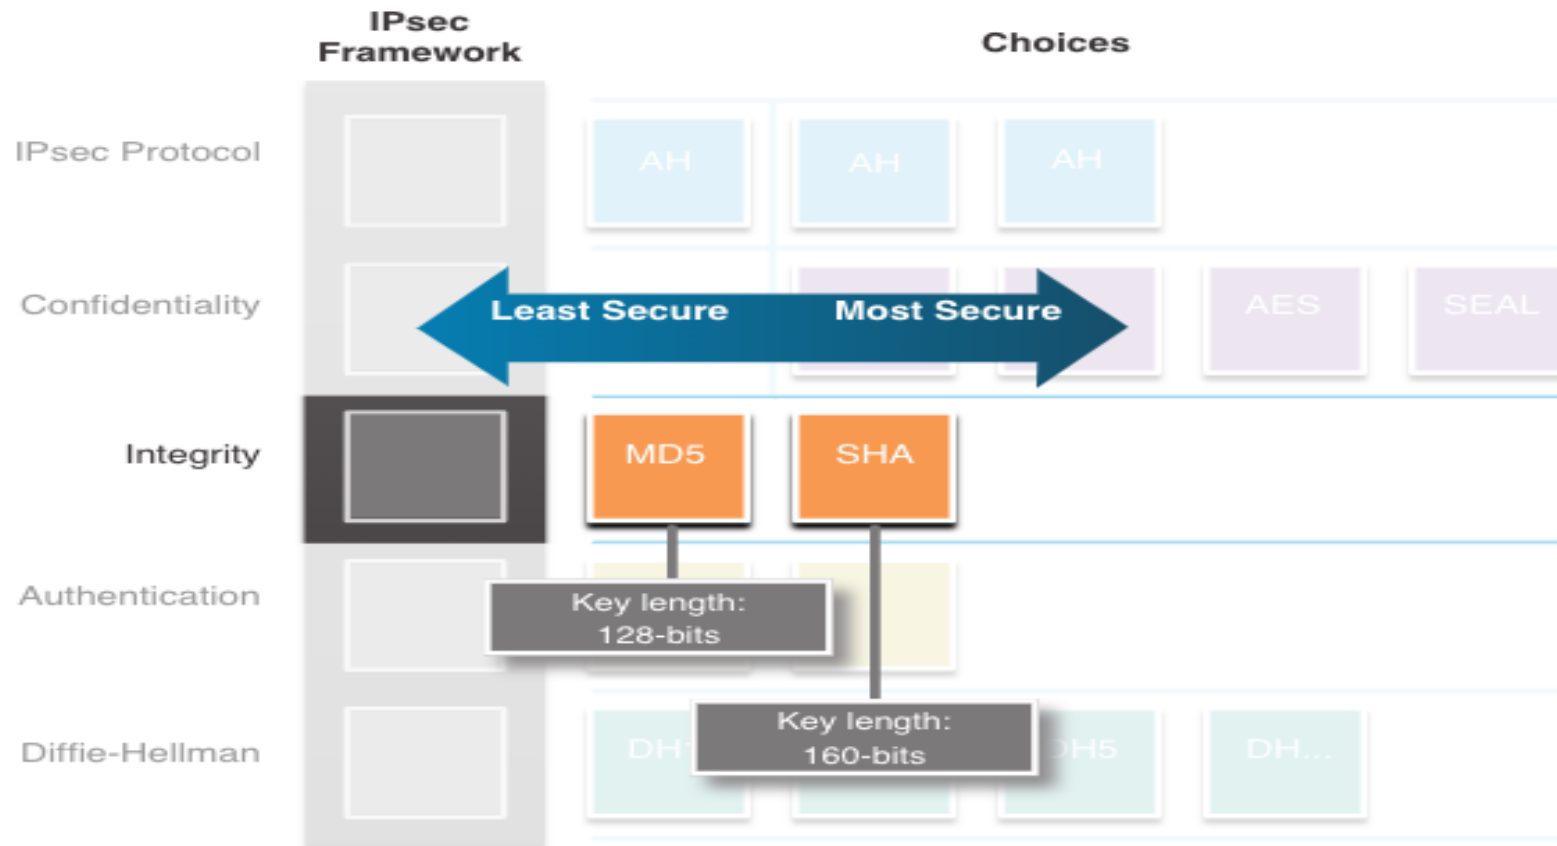 IPsec
Framework
Choices
IPsec Protocol
AH
AH
AH
Confidentiality
Least Secure
Most Secure
AES
SEAL
Integrity
MD5
SHA
Authentication
Key length:
128-bits
Key length:
160-bits
Diffie-Hellman
DH5
DH...